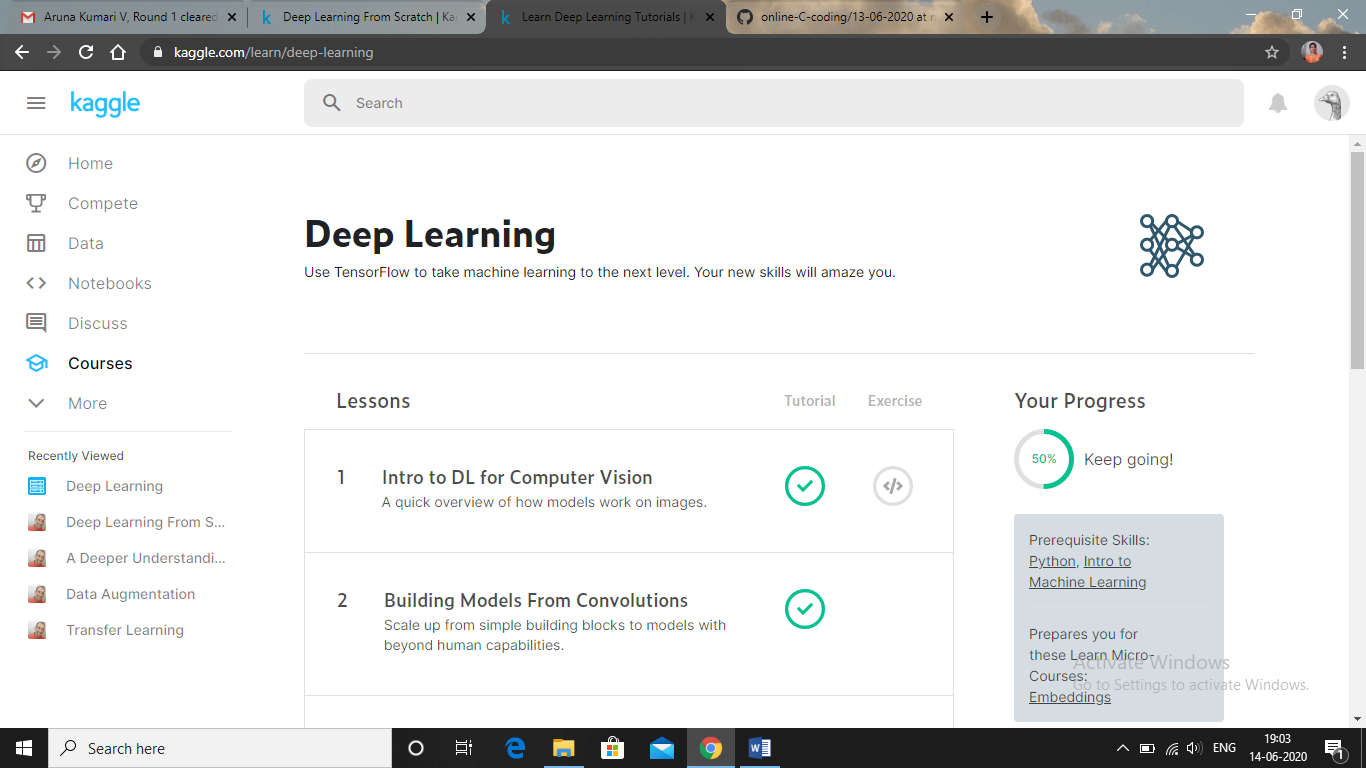 Aruna Kumari V, Round 1 cleared
Deep Learning From Scratch | Ka
Learn Deep Learning Tutorials | K
online-C-coding/13-06-2020 at
kaggle.com/learn/deep-learning
kaggle
Search
Home
Compete
Data
Notebooks
Discuss
Courses
More
Recently Viewed
Deep Learning
Deep Learning From S...
A Deeper Understandi...
Data Augmentation
Transfer Learning
Deep Learning
Use TensorFlow to take machine learning to the next level. Your new skills will amaze you.
Lessons
Tutorial
Exercise
1
Intro to DL for Computer Vision
A quick overview of how models work on images.
2
Building Models From Convolutions
Scale up from simple building blocks to models with
beyond human capabilities.
Your Progress
50%
Keep going!
Prerequisite Skills:
Python, Intro to
Machine Learning
Prepares you for
these Learn Micro-
Courses:
Embeddings
Activate Windows
Go to Settings to activate Windows.
Search here
ENG
19:03
14-06-2020
1